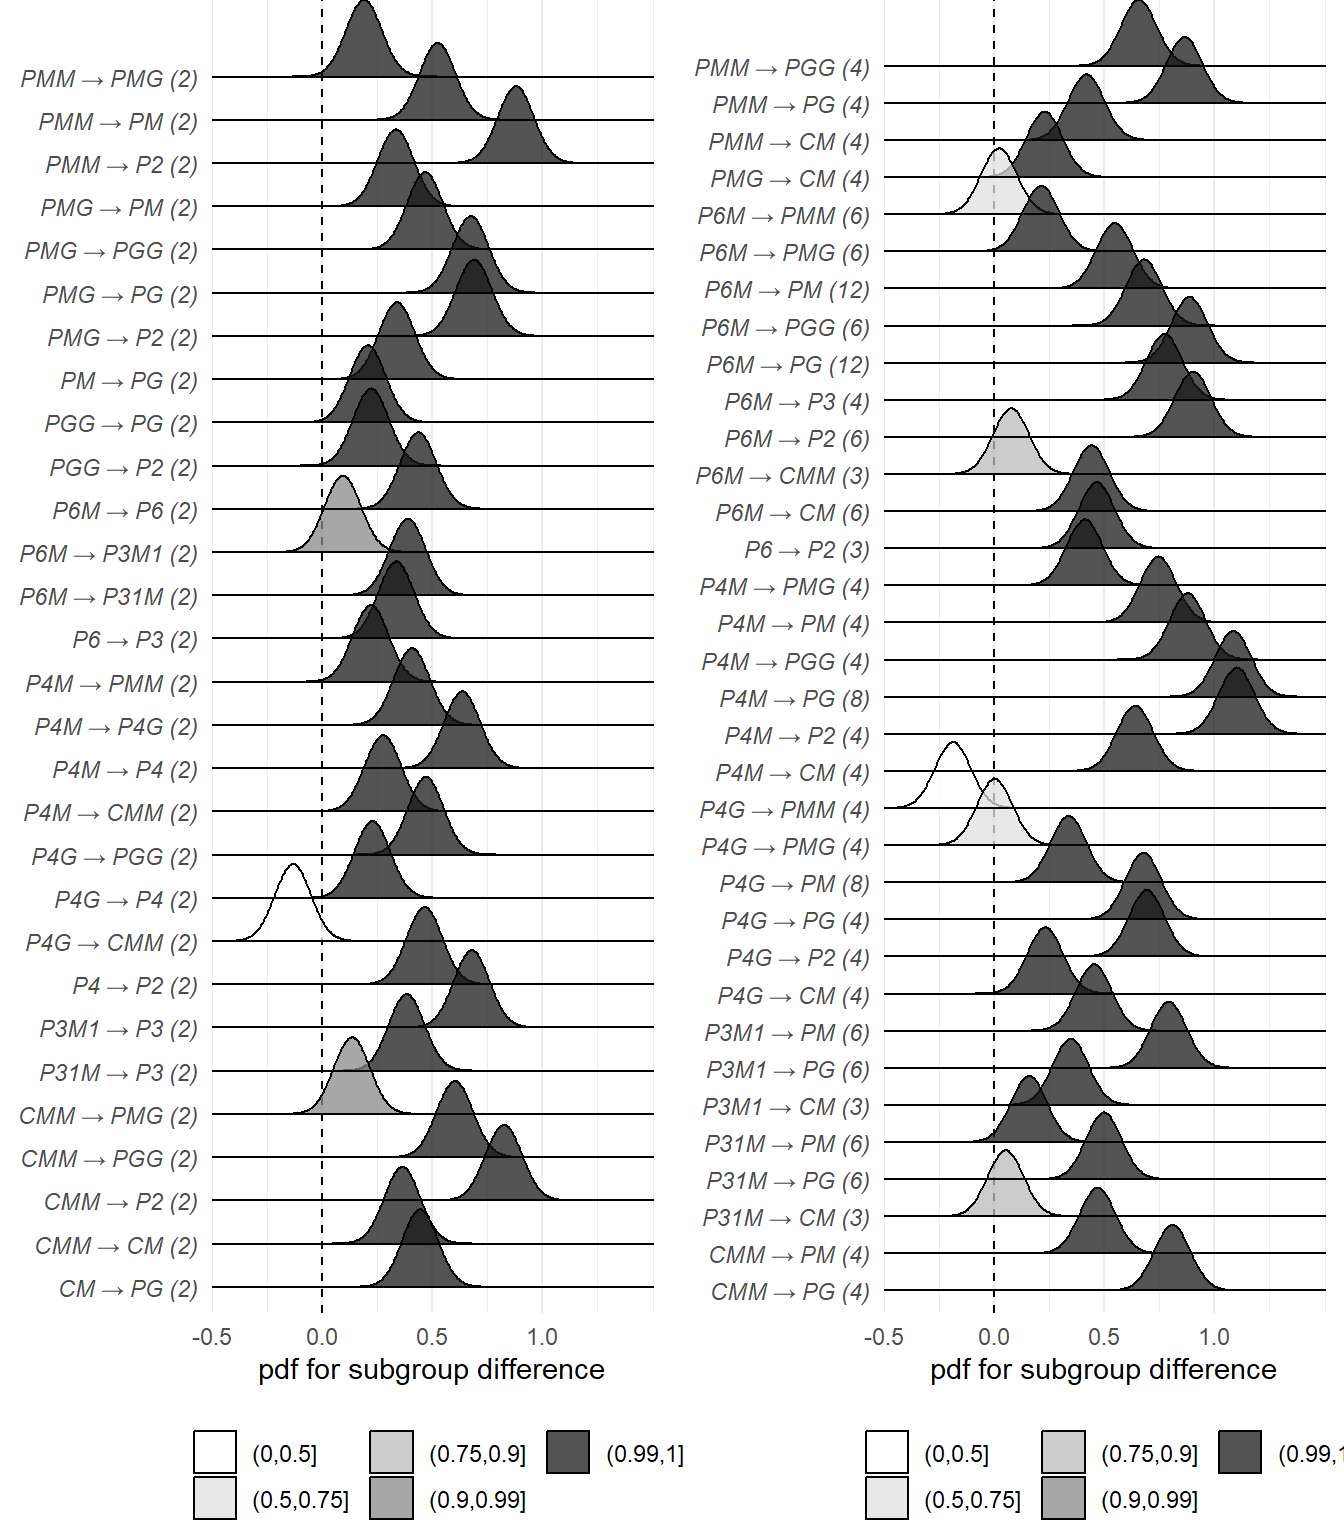 PMM → PMG (2)
PMM → PM (2)
PMM → P2 (2)
PMG → PM (2)
PMG → PGG (2)
PMG → PG (2)
PMG → P2 (2)
PM → PG (2)
PGG → PG (2)
PGG → P2 (2)
P6M → P6 (2)
P6M → P3M1 (2)
P6M → P31M (2)
P6 → P3 (2)
P4M → PMM (2)
P4M → P4G (2)
P4M → P4 (2)
P4M → CMM (2)
P4G → PGG (2)
P4G → P4 (2)
P4G → CMM (2)
P4 → P2 (2)
P3M1 → P3 (2)
P31M → P3 (2)
CMM → PMG (2)
CMM → PGG (2)
CMM → P2 (2)
CMM → CM (2)
CM → PG (2)
-0.5 0.0 0.5 1.0
pdf for subgroup difference
(0,0.5] (0.75,0.9] (0.99,1]
(0.5,0.75] (0.9,0.99]
PMM → PGG (4)
PMM → PG (4)
PMM → CM (4)
PMG → CM (4)
P6M → PMM (6)
P6M → PMG (6)
P6M → PM (12)
P6M → PGG (6)
P6M → PG (12)
P6M → P3 (4)
P6M → P2 (6)
P6M → CMM (3)
P6M → CM (6)
P6 → P2 (3)
P4M → PMG (4)
P4M → PM (4)
P4M → PGG (4)
P4M → PG (8)
P4M → P2 (4)
P4M → CM (4)
P4G → PMM (4)
P4G → PMG (4)
P4G → PM (8)
P4G → PG (4)
P4G → P2 (4)
P4G → CM (4)
P3M1 → PM (6)
P3M1 → PG (6)
P3M1 → CM (3)
P31M → PM (6)
P31M → PG (6)
P31M → CM (3)
CMM → PM (4)
CMM → PG (4)
-0.5 0.0 0.5 1.0
pdf for subgroup difference
(0,0.5] (0.75,0.9] (0.99,1
(0.5,0.75] (0.9,0.99]